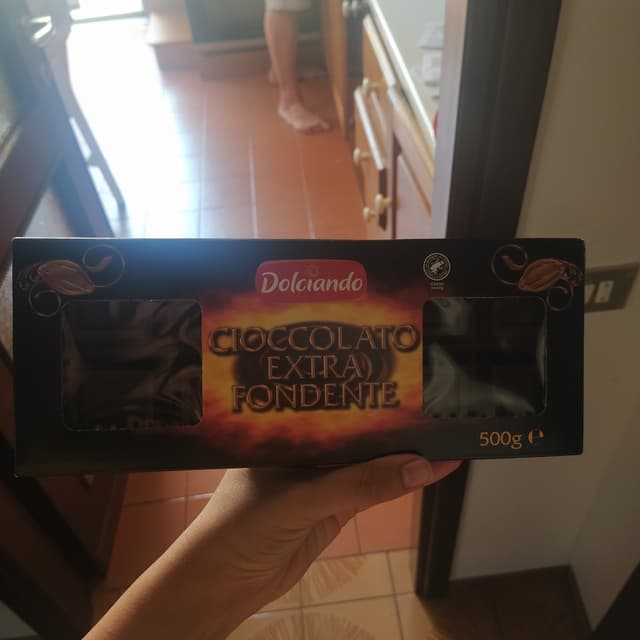 Dolciando
CIOCCOLATO
EXTRA
FONDENTE
500g ℮